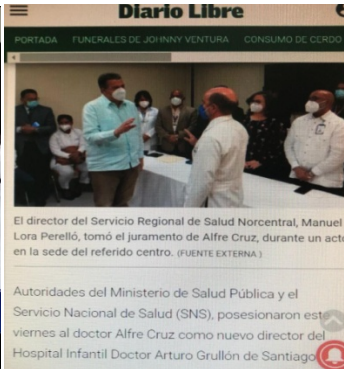 Diario Libre
PORTADA FUNERALES DE JOHNNY VENTURA CONSUMO DE CERDO
El director del Servicio Regional de Salud Norcentral, Manuel
Lora Perelló, tomó el juramento de Alfre Cruz, durante un acto
en la sede del referido centro. (FUENTE EXTERNA )
Autoridades del Ministerio de Salud Pública y el
Servicio Nacional de Salud (SNS), posesionaron este
viernes al doctor Alfre Cruz como nuevo director del
Hospital Infantil Doctor Arturo Grullón de Santiago